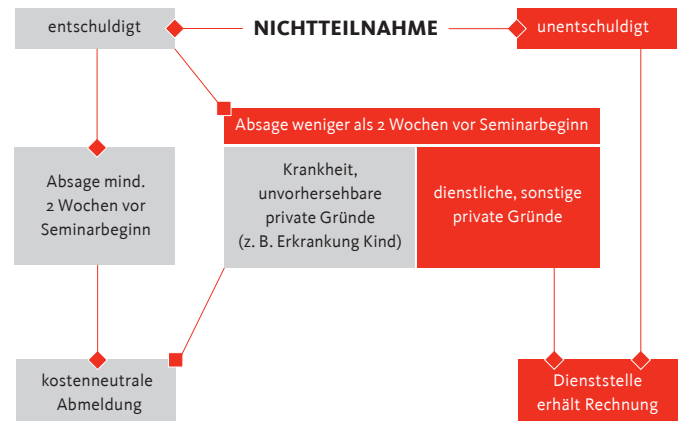 entschuldigt
NICHTTEILNAHME
unentschuldigt
Absage weniger als 2 Wochen vor Seminarbeginn
Absage mind.
2 Wochen vor
Seminarbeginn
Krankheit,
unvorhersehbare
private Gründe
(z. B. Erkrankung Kind)
dienstliche, sonstige
private Gründe
kostenneutrale
Abmeldung
Dienststelle
erhält Rechnung